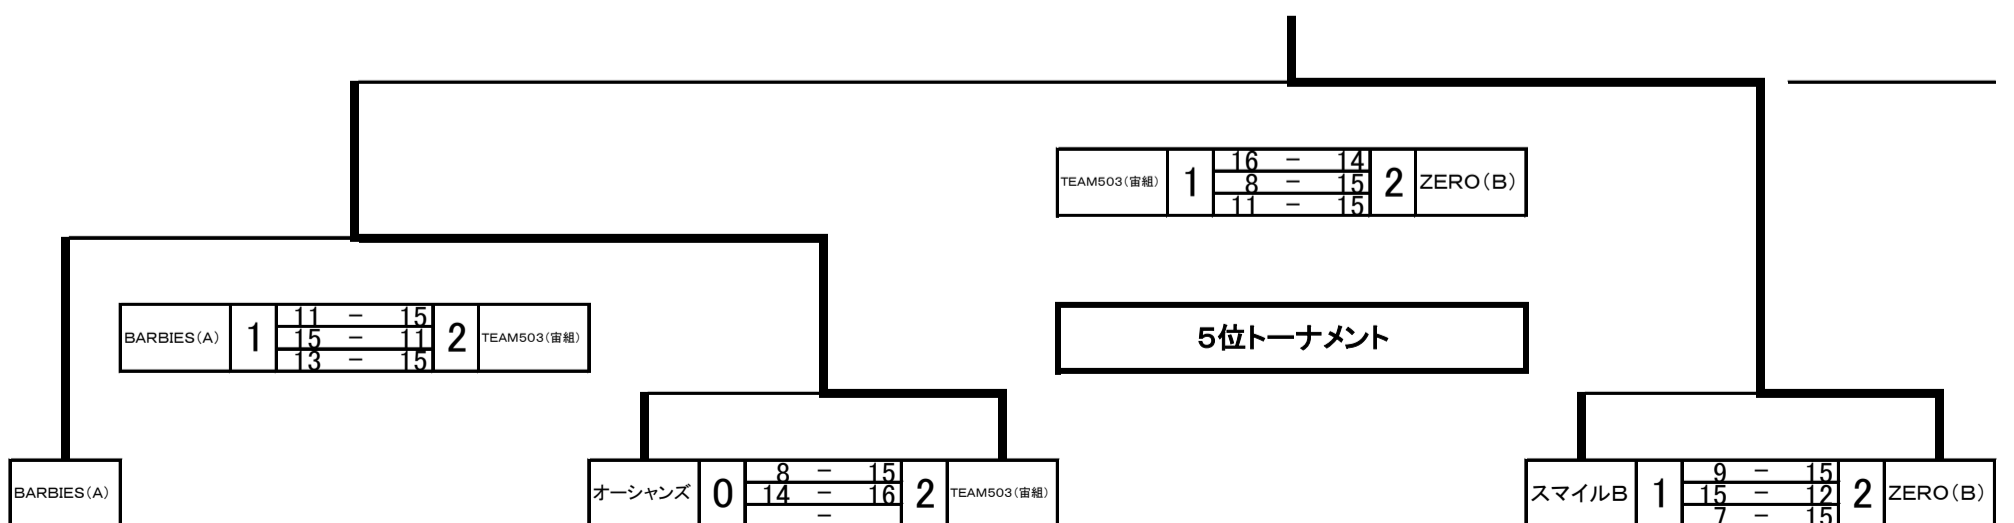 TEAM503(宙組) 1 16 － 14 2 ZERO(B)
8 － 15
11 － 15
BARBIES(A) 1 11 － 15 2 TEAM503(宙組)
15 － 11
13 － 15
5位トーナメント
BARBIES(A)
オーシャンズ 0 8 － 15 2 TEAM503(宙組)
14 － 16
－
スマイルB 1 9 － 15 2 ZERO(B)
15 － 12
7 － 15